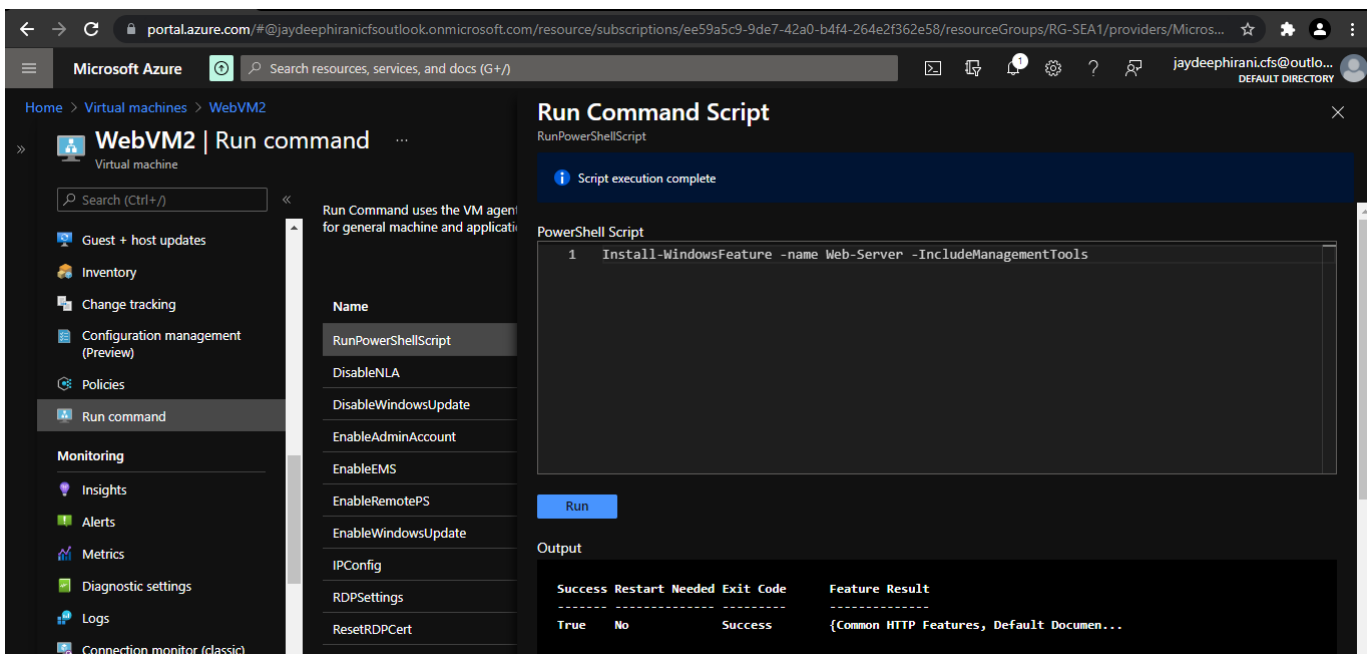 portal.azure.com/#@jaydeephiranicfsoutlook.onmicrosoft.com/resource/subscriptions/ee59a5c9-9de7-42a0-b4f4-264e2f362e58/resourceGroups/RG-SEA1/providers/Micros...
Microsoft Azure
Search resources, services, and docs (G+/)
1
jaydeephirani.cfs@outlo...
DEFAULT DIRECTORY
Home > Virtual machines > WebVM2
WebVM2 | Run command ...
Virtual machine
Search (Ctrl+/)
Guest + host updates
Inventory
Change tracking
Configuration management
(Preview)
Policies
Run command
Monitoring
Insights
Alerts
Metrics
Diagnostic settings
Logs
Connection monitor (classic)
Run Command uses the VM agent
for general machine and applicati
Name
RunPowerShellScript
DisableNLA
DisableWindowsUpdate
EnableAdminAccount
EnableEMS
EnableRemotePS
EnableWindowsUpdate
IPConfig
RDPSettings
ResetRDPCert
Run Command Script
RunPowerShellScript
Script execution complete
PowerShell Script
1 Install-WindowsFeature -name Web-Server -IncludeManagementTools
Run
Output
Success Restart Needed Exit Code Feature Result
------- -------------- --------- --------------
True No Success {Common HTTP Features, Default Documen...